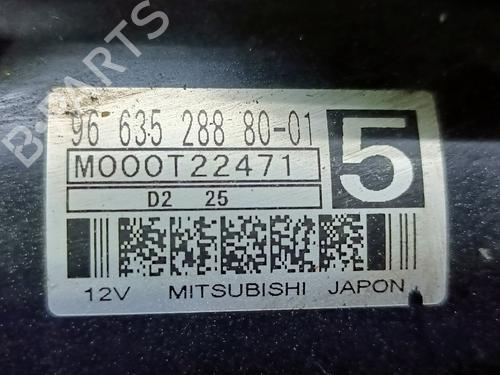 B-PARTS
96 635 288 80-01
M000T22471
5
D2 25
12V MITSUBISHI JAPON